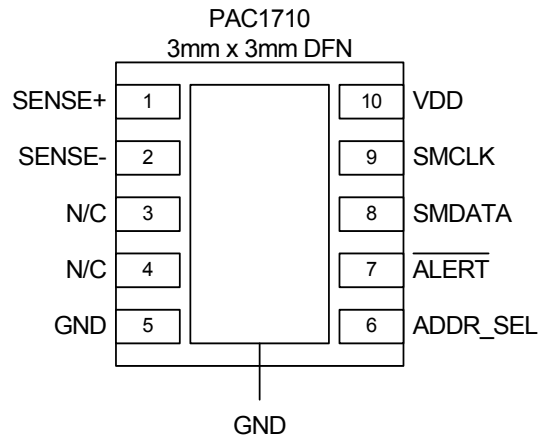 PAC1710
3mm x 3mm DFN
SENSE+ 1 10 VDD
SENSE- 2 9 SMCLK
N/C 3 8 SMDATA
N/C 4 7 ALERT
GND 5 6 ADDR_SEL
GND